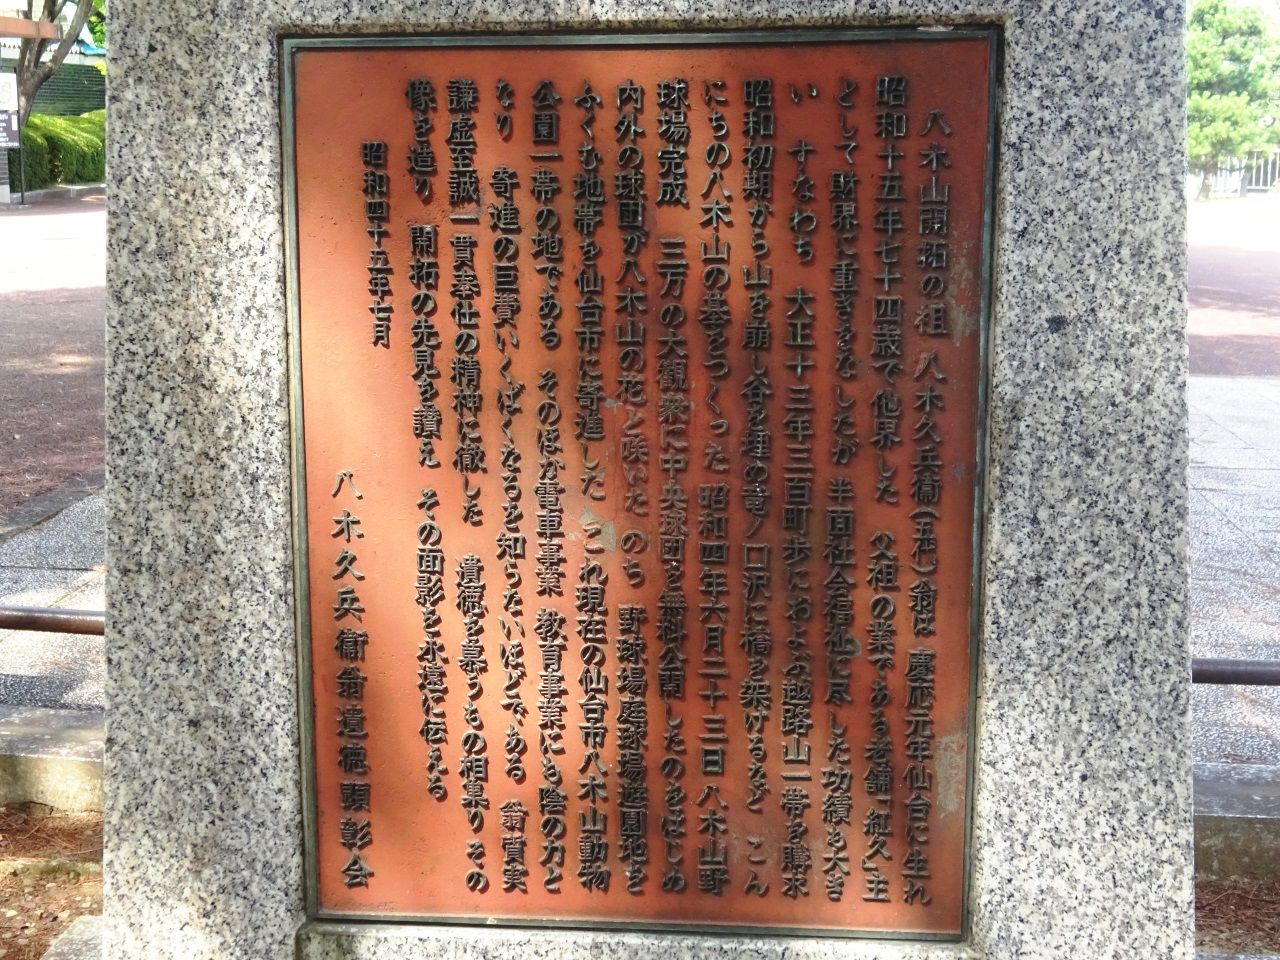 八木山開拓の祖 八木久兵衞(五代)翁は 慶応元年仙台に生れ
昭和十五年七十四歳で他界した 父祖の業である老舗「紅久」主
として財界に重きをなしたが 半面社会福祉に尽した功績も大き
い すなわち 大正十三年三百町歩におよぶ越路山一帯を購求
昭和初期から山を崩し谷を埋め竜ノ口沢に橋を架けるなど こん
にちの八木山の基をつくった 昭和四年六月二十三日 八木山野
球場完成 三万の大観衆に中央球団を無料公開したのをはじめ
内外の球団が八木山の花と咲いた のち 野球場庭球場遊園地を
ふくむ地帯を仙台市に寄進した これ現在の仙台市八木山動物
公園一帯の地である そのほか電車事業 教育事業にも陰の力と
なり 寄進の巨費いくばくなるを知らないほどである 翁資実
謙虚至誠一貫奉仕の精神に徹した 遺徳を慕うもの相集り その
像を造り 開拓の先見を讃え その面影を永遠に伝える
昭和四十五年七月
八木久兵衞翁遺徳顕彰会